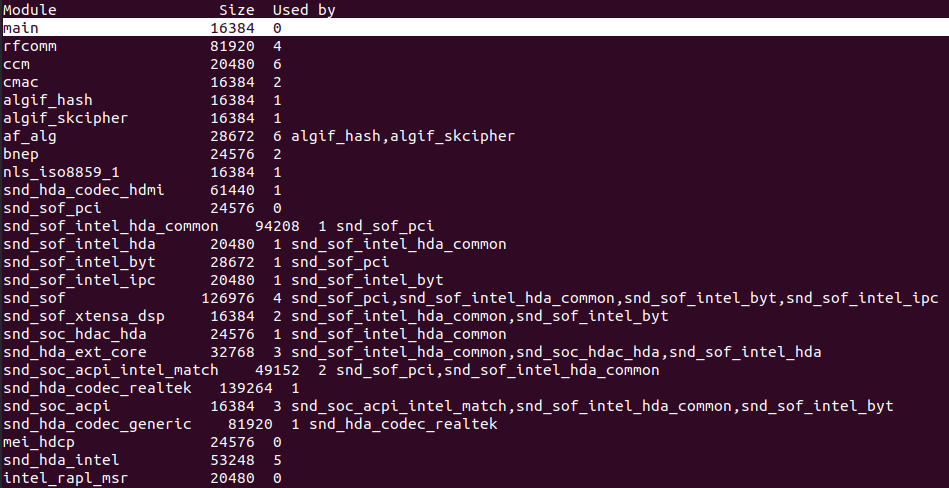 Module                  Size  Used by
main                   16384  0
rfcomm                 81920  4
ccm                    20480  6
cmac                   16384  2
algif_hash             16384  1
algif_skcipher         16384  1
af_alg                 28672  6 algif_hash,algif_skcipher
bnep                   24576  2
nls_iso8859_1          16384  1
snd_hda_codec_hdmi     61440  1
snd_sof_pci            24576  0
snd_sof_intel_hda_common    94208  1 snd_sof_pci
snd_sof_intel_hda      20480  1 snd_sof_intel_hda_common
snd_sof_intel_byt      28672  1 snd_sof_pci
snd_sof_intel_ipc      20480  1 snd_sof_intel_byt
snd_sof               126976  4 snd_sof_pci,snd_sof_intel_hda_common,snd_sof_intel_byt,snd_sof_intel_ipc
snd_sof_xtensa_dsp     16384  2 snd_sof_intel_hda_common,snd_sof_intel_byt
snd_soc_hdac_hda       24576  1 snd_sof_intel_hda_common
snd_hda_ext_core       32768  3 snd_sof_intel_hda_common,snd_soc_hdac_hda,snd_sof_intel_hda
snd_soc_acpi_intel_match    49152  2 snd_sof_pci,snd_sof_intel_hda_common
snd_hda_codec_realtek   139264  1
snd_soc_acpi           16384  3 snd_soc_acpi_intel_match,snd_sof_intel_hda_common,snd_sof_intel_byt
snd_hda_codec_generic    81920  1 snd_hda_codec_realtek
mei_hdcp               24576  0
snd_hda_intel          53248  5
intel_rapl_msr         20480  0